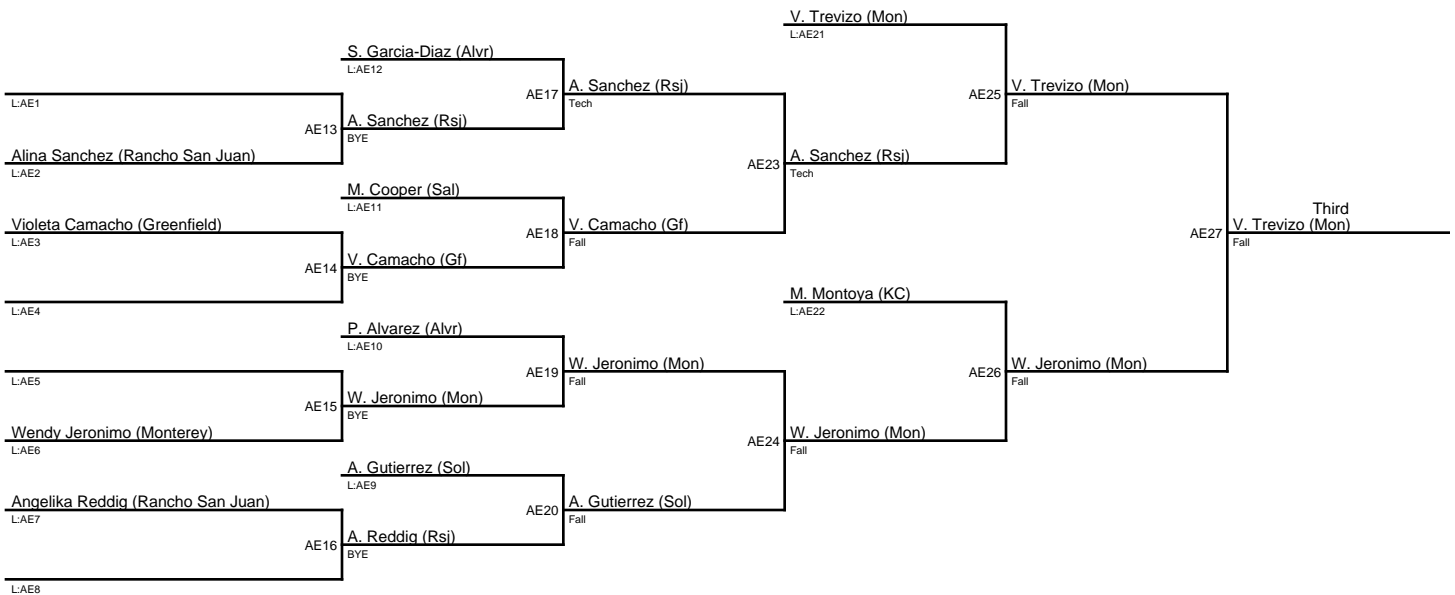 V. Trevizo (Mon)
L:AE21
S. Garcia-Diaz (Alvr)
L:AE12
AE17
A. Sanchez (Rsj)
Tech
AE25
V. Trevizo (Mon)
Fall
L:AE1
AE13
A. Sanchez (Rsj)
BYE
Alina Sanchez (Rancho San Juan)
L:AE2
AE23
A. Sanchez (Rsj)
Tech
M. Cooper (Sal)
L:AE11
Third
Violeta Camacho (Greenfield)
L:AE3
AE18
V. Camacho (Gf)
Fall
AE27
V. Trevizo (Mon)
Fall
AE14
V. Camacho (Gf)
BYE
L:AE4
M. Montoya (KC)
L:AE22
P. Alvarez (Alvr)
L:AE10
L:AE5
AE19
W. Jeronimo (Mon)
Fall
AE26
W. Jeronimo (Mon)
Fall
AE15
W. Jeronimo (Mon)
BYE
Wendy Jeronimo (Monterey)
L:AE6
AE24
W. Jeronimo (Mon)
Fall
A. Gutierrez (Sol)
L:AE9
Angelika Reddig (Rancho San Juan)
L:AE7
AE20
A. Gutierrez (Sol)
Fall
AE16
A. Reddig (Rsj)
BYE
L:AE8